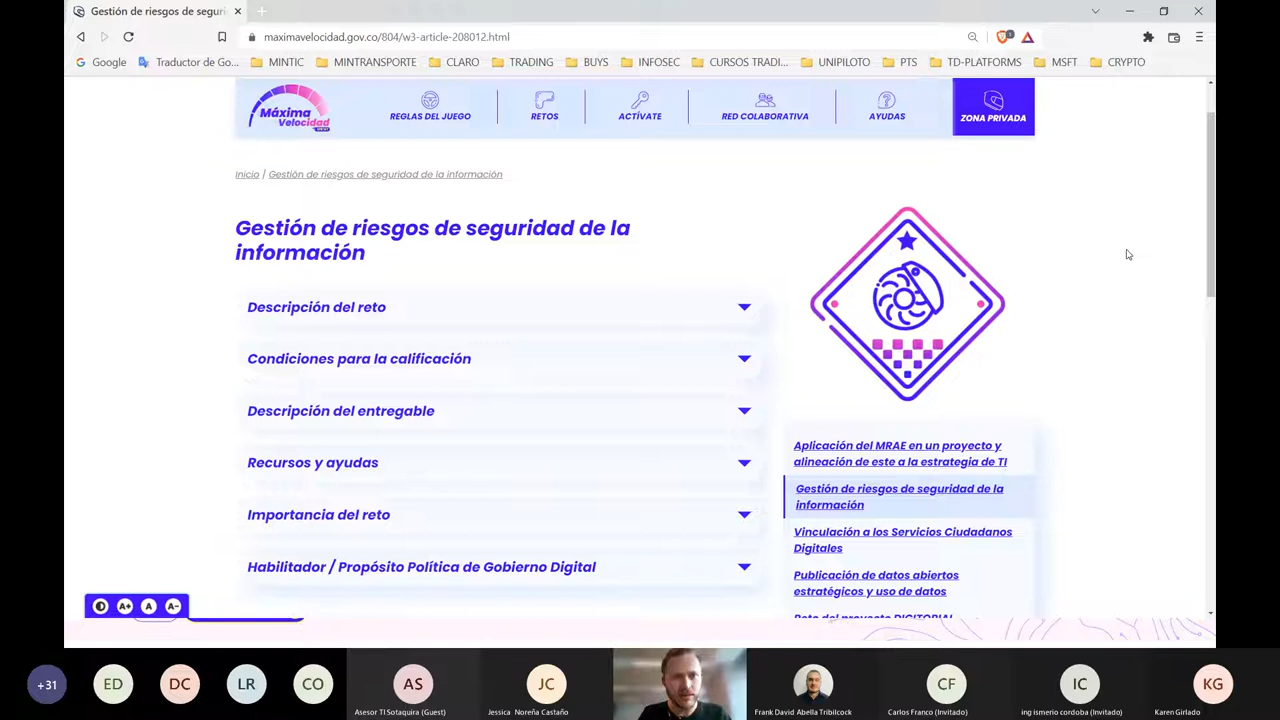 Gestión de riesgos de seguri
maximavelocidad.gov.co/804/w3-article-208012.html
1
Google
Traductor de Go...
MINTIC
MINTRANSPORTE
CLARO
TRADING
BUYS
INFOSEC
CURSOS TRADI...
UNIPILOTO
PTS
TD-PLATFORMS
MSFT
CRYPTO
Máxima
Velocidad
REGLAS DEL JUEGO
RETOS
ACTÍVATE
RED COLABORATIVA
AYUDAS
ZONA PRIVADA
Inicio / Gestión de riesgos de seguridad de la información
Gestión de riesgos de seguridad de la
información
Descripción del reto
Condiciones para la calificación
Descripción del entregable
Recursos y ayudas
Importancia del reto
Habilitador / Propósito Política de Gobierno Digital
Aplicación del MRAE en un proyecto y
alineación de este a la estrategia de TI
Gestión de riesgos de seguridad de la
información
Vinculación a los Servicios Ciudadanos
Digitales
Publicación de datos abiertos
estratégicos y uso de datos
Reto del proyecto DIGITORIAL
A+
A
A-
+31
ED
DC
LR
CO
AS
Asesor TI Sotaquira (Guest)
JC
Jessica Noreña Castaño
Frank David Abella Tribilcock
CF
Carlos Franco (Invitado)
IC
ing ismerio cordoba (Invitado)
KG
Karen Girlado